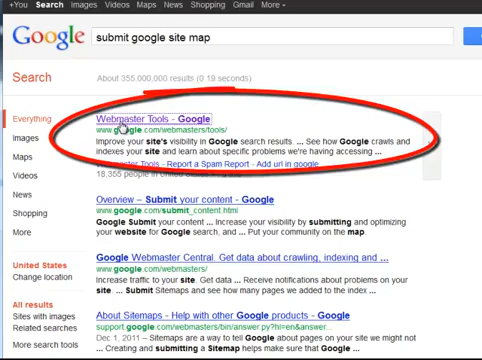 +You Search Images Videos Maps News Shopping Gmail More
Google submit google site map
Search About 355,000,000 results (0.19 seconds)
Everything
Images
Maps
Videos
News
Shopping
More
United States
Change location
All results
Sites with images
Related searches
More search tools
Webmaster Tools - Google
www.google.com/webmasters/tools/
Improve your site's visibility in Google search results. ... See how Google crawls and
indexes your site and learn about specific problems we're having accessing ...
Webmaster Tools - Report a Spam Report - Add url in google
18,355 people in United States
Overview – Submit your content - Google
www.google.com/submit_content.html
Google Submit your content ... Increase your visibility by submitting and optimizing
your website for Google search, and ... Put your community on the map.
Google Webmaster Central. Get data about crawling, indexing and ...
www.google.com/webmasters/
Increase traffic to your site. Get data ... Receive notifications about problems on your
site. ... Submit Sitemaps and see how many pages we added to the index ...
About Sitemaps - Help with other Google products - Google
support.google.com/webmasters/bin/answer.py?hl=en&answer...
Dec 1, 2011 – Sitemaps are a way to tell Google about pages on your site we might not
... Creating and submitting a Sitemap helps make sure that Google ...